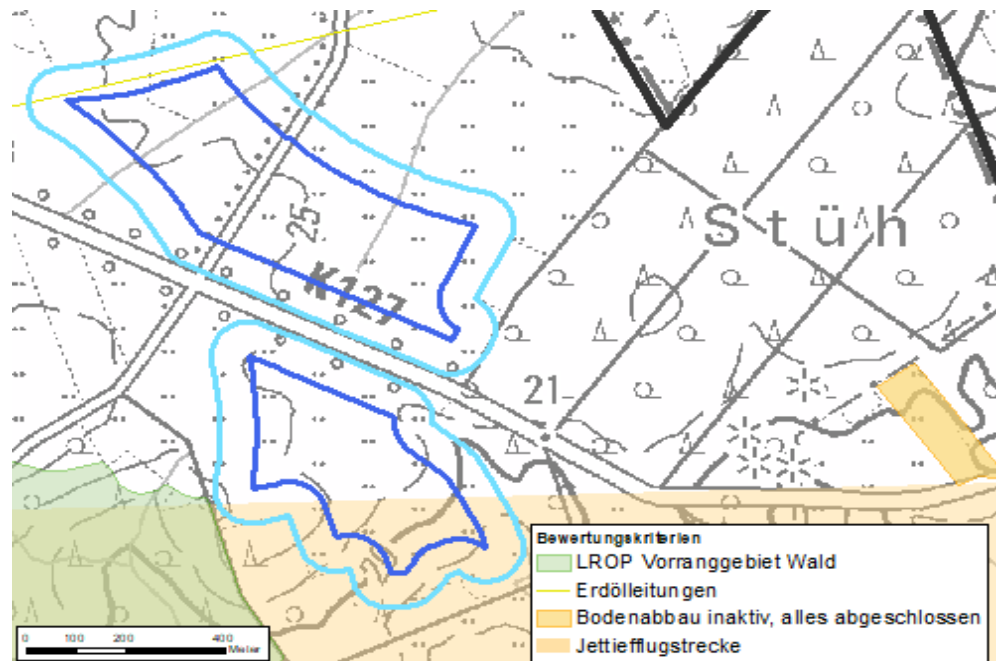 25
K127
Stüh
21
Bewertungskriterien
LROP Vorranggebiet Wald
Erdölleitungen
Bodenabbau inaktiv, alles abgeschlossen
Jettiefflugstrecke
0 100 200 400
Meter